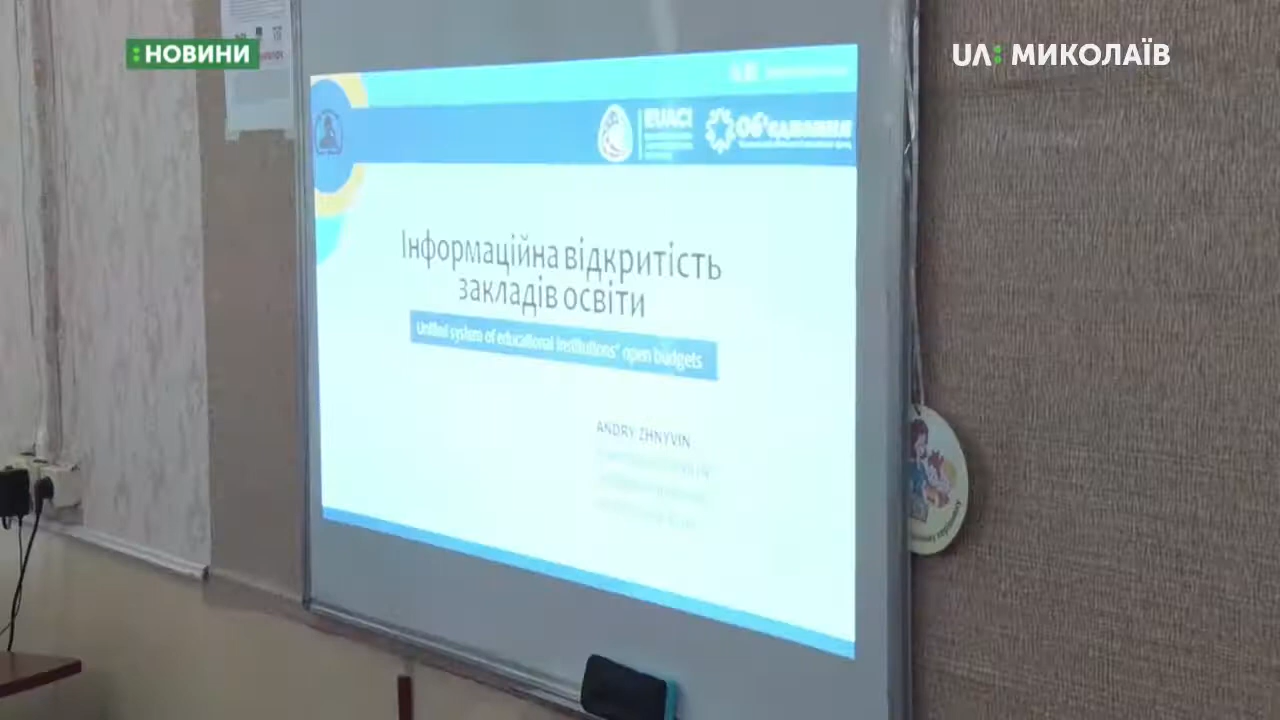 НОВИНИ
UA: МИКОЛАЇВ
EUACI
Об'єднання
Інформаційна відкритість
закладів освіти
Unified system of educational institutions' open budgets
ANDRY ZHNYVIN